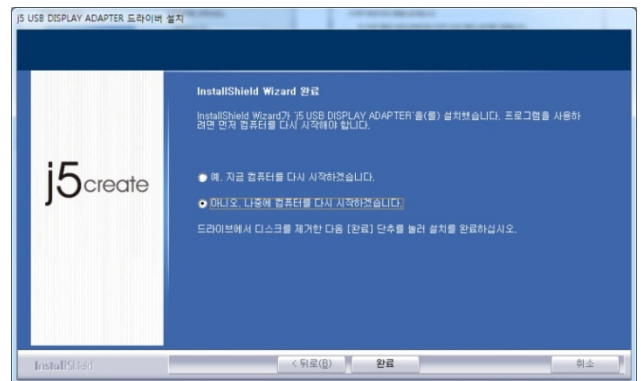 j5 USB DISPLAY ADAPTER 드라이버 설치
InstallShield Wizard 완료
InstallShield Wizard가 'j5 USB DISPLAY ADAPTER'을(를) 설치했습니다. 프로그램을 사용하
려면 먼저 컴퓨터를 다시 시작해야 합니다.
j5create
예. 지금 컴퓨터를 다시 시작하겠습니다.
아니오. 나중에 컴퓨터를 다시 시작하겠습니다.
드라이브에서 디스크를 제거한 다음 [완료] 단추를 눌러 설치를 완료하십시오.
InstallShield
< 뒤로(B) 완료 취소